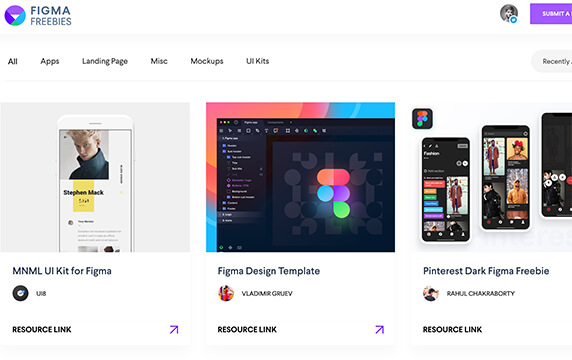 FIGMA
FREEBIES
SUBMIT A
All
Apps
Landing Page
Misc
Mockups
UI Kits
Recently
Stephen Mack
Fashion
MNML UI Kit for Figma
UI8
RESOURCE LINK
Figma Design Template
VLADIMIR GRUEV
RESOURCE LINK
Pinterest Dark Figma Freebie
RAHUL CHAKRABORTY
RESOURCE LINK